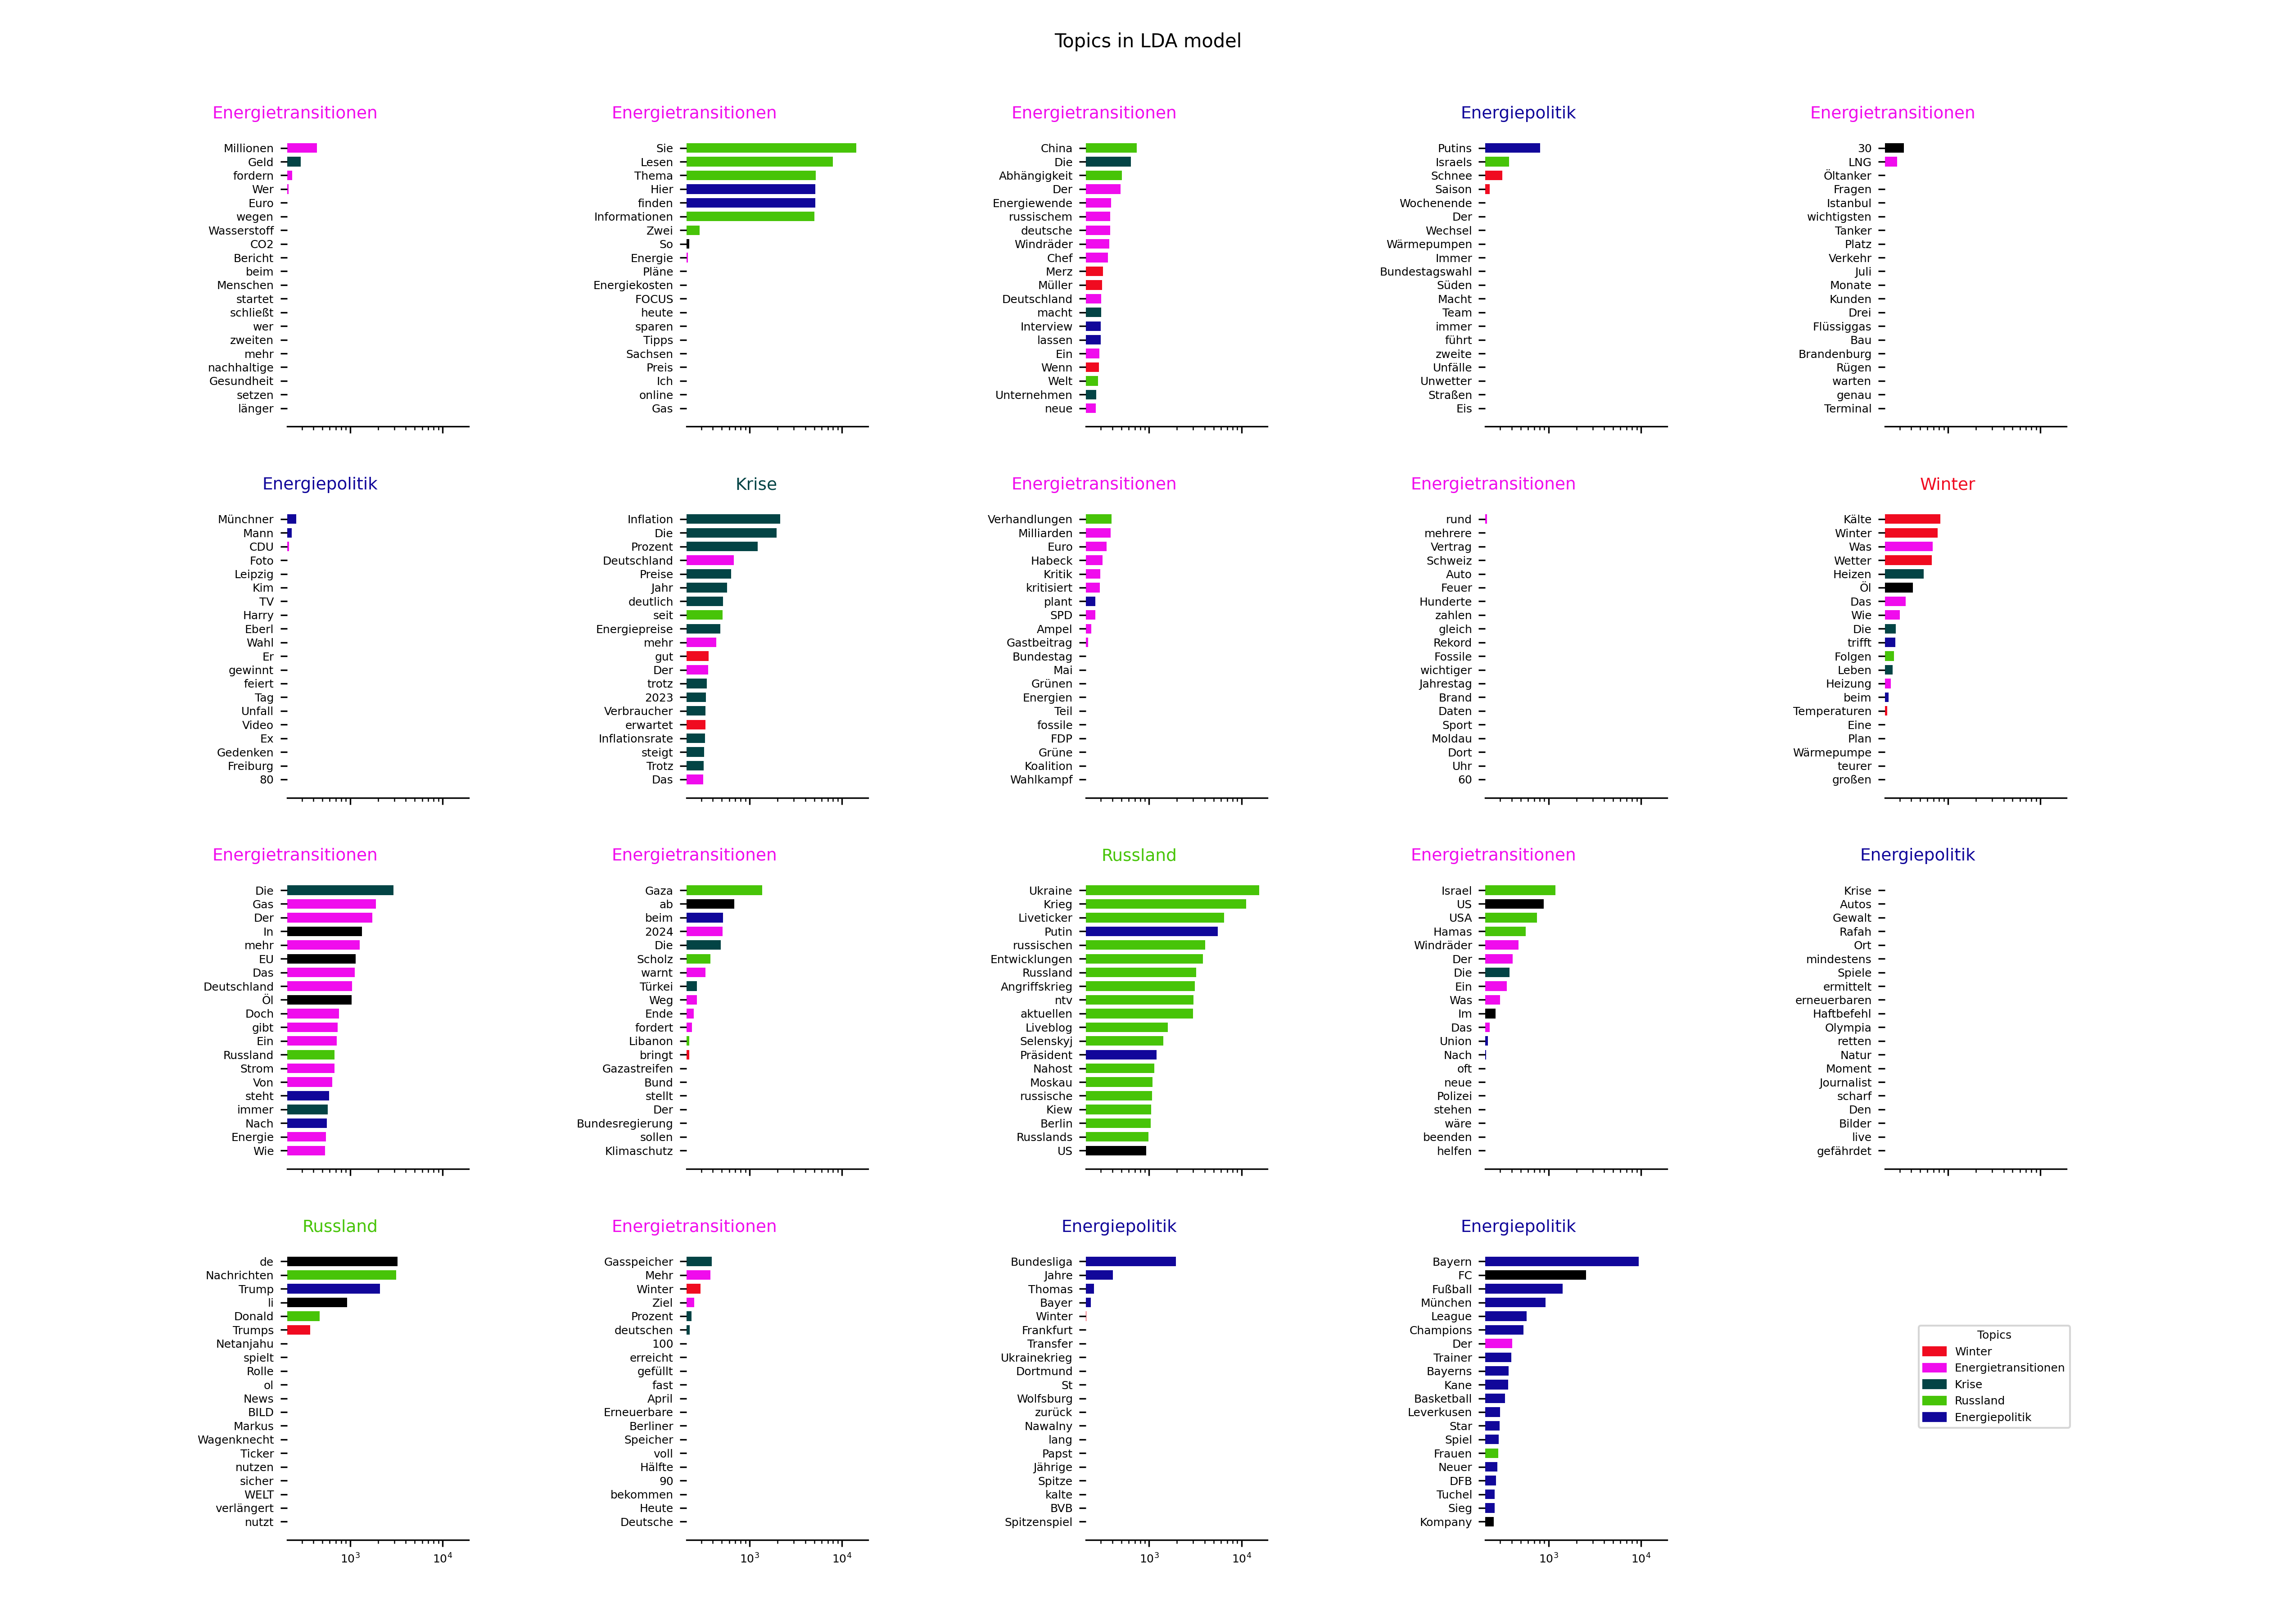 Topics in LDA model
Energietransitionen
Millionen
Geld
fordern
Wer
Euro
wegen
Wasserstoff
CO2
Bericht
beim
Menschen
startet
schließt
wer
zweiten
mehr
nachhaltige
Gesundheit
setzen
länger
Energietransitionen
Sie
Lesen
Thema
Hier
finden
Informationen
Zwei
So
Energie
Pläne
Energiekosten
FOCUS
heute
sparen
Tipps
Sachsen
Preis
Ich
online
Gas
Energietransitionen
China
Die
Abhängigkeit
Der
Energiewende
russischem
deutsche
Windräder
Chef
Merz
Müller
Deutschland
macht
Interview
lassen
Ein
Wenn
Welt
Unternehmen
neue
Energiepolitik
Putins
Israels
Schnee
Saison
Wochenende
Der
Wechsel
Wärmepumpen
Immer
Bundestagswahl
Süden
Macht
Team
immer
führt
zweite
Unfälle
Unwetter
Straßen
Eis
Energietransitionen
30
LNG
Öltanker
Fragen
Istanbul
wichtigsten
Tanker
Platz
Verkehr
Juli
Monate
Kunden
Drei
Flüssiggas
Bau
Brandenburg
Rügen
warten
genau
Terminal
Energiepolitik
Münchner
Mann
CDU
Foto
Leipzig
Kim
TV
Harry
Eberl
Wahl
Er
gewinnt
feiert
Tag
Unfall
Video
Ex
Gedenken
Freiburg
80
Krise
Inflation
Die
Prozent
Deutschland
Preise
Jahr
deutlich
seit
Energiepreise
mehr
gut
Der
trotz
2023
Verbraucher
erwartet
Inflationsrate
steigt
Trotz
Das
Energietransitionen
Verhandlungen
Milliarden
Euro
Habeck
Kritik
kritisiert
plant
SPD
Ampel
Gastbeitrag
Bundestag
Mai
Grünen
Energien
Teil
fossile
FDP
Grüne
Koalition
Wahlkampf
Energietransitionen
rund
mehrere
Vertrag
Schweiz
Auto
Feuer
Hunderte
zahlen
gleich
Rekord
Fossile
wichtiger
Jahrestag
Brand
Daten
Sport
Moldau
Dort
Uhr
60
Winter
Kälte
Winter
Was
Wetter
Heizen
Öl
Das
Wie
Die
trifft
Folgen
Leben
Heizung
beim
Temperaturen
Eine
Plan
Wärmepumpe
teurer
großen
Energietransitionen
Die
Gas
Der
In
mehr
EU
Das
Deutschland
Öl
Doch
gibt
Ein
Russland
Strom
Von
steht
immer
Nach
Energie
Wie
Energietransitionen
Gaza
ab
beim
2024
Die
Scholz
warnt
Türkei
Weg
Ende
fordert
Libanon
bringt
Gazastreifen
Bund
stellt
Der
Bundesregierung
sollen
Klimaschutz
Russland
Ukraine
Krieg
Liveticker
Putin
russischen
Entwicklungen
Russland
Angriffskrieg
ntv
aktuellen
Liveblog
Selenskyj
Präsident
Nahost
Moskau
russische
Kiew
Berlin
Russlands
US
Energietransitionen
Israel
US
USA
Hamas
Windräder
Der
Die
Ein
Was
Im
Das
Union
Nach
oft
neue
Polizei
stehen
wäre
beenden
helfen
Energiepolitik
Krise
Autos
Gewalt
Rafah
Ort
mindestens
Spiele
ermittelt
erneuerbaren
Haftbefehl
Olympia
retten
Natur
Moment
Journalist
scharf
Den
Bilder
live
gefährdet
Russland
de
Nachrichten
Trump
li
Donald
Trumps
Netanjahu
spielt
Rolle
ol
News
BILD
Markus
Wagenknecht
Ticker
nutzen
sicher
WELT
verlängert
nutzt
10³ 10⁴
Energietransitionen
Gasspeicher
Mehr
Winter
Ziel
Prozent
deutschen
100
erreicht
gefüllt
fast
April
Erneuerbare
Berliner
Speicher
voll
Hälfte
90
bekommen
Heute
Deutsche
10³ 10⁴
Energiepolitik
Bundesliga
Jahre
Thomas
Bayer
Winter
Frankfurt
Transfer
Ukrainekrieg
Dortmund
St
Wolfsburg
zurück
Nawalny
lang
Papst
Jährige
Spitze
kalte
BVB
Spitzenspiel
10³ 10⁴
Energiepolitik
Bayern
FC
Fußball
München
League
Champions
Der
Trainer
Bayerns
Kane
Basketball
Leverkusen
Star
Spiel
Frauen
Neuer
DFB
Tuchel
Sieg
Kompany
10³ 10⁴
Topics
Winter
Energietransitionen
Krise
Russland
Energiepolitik